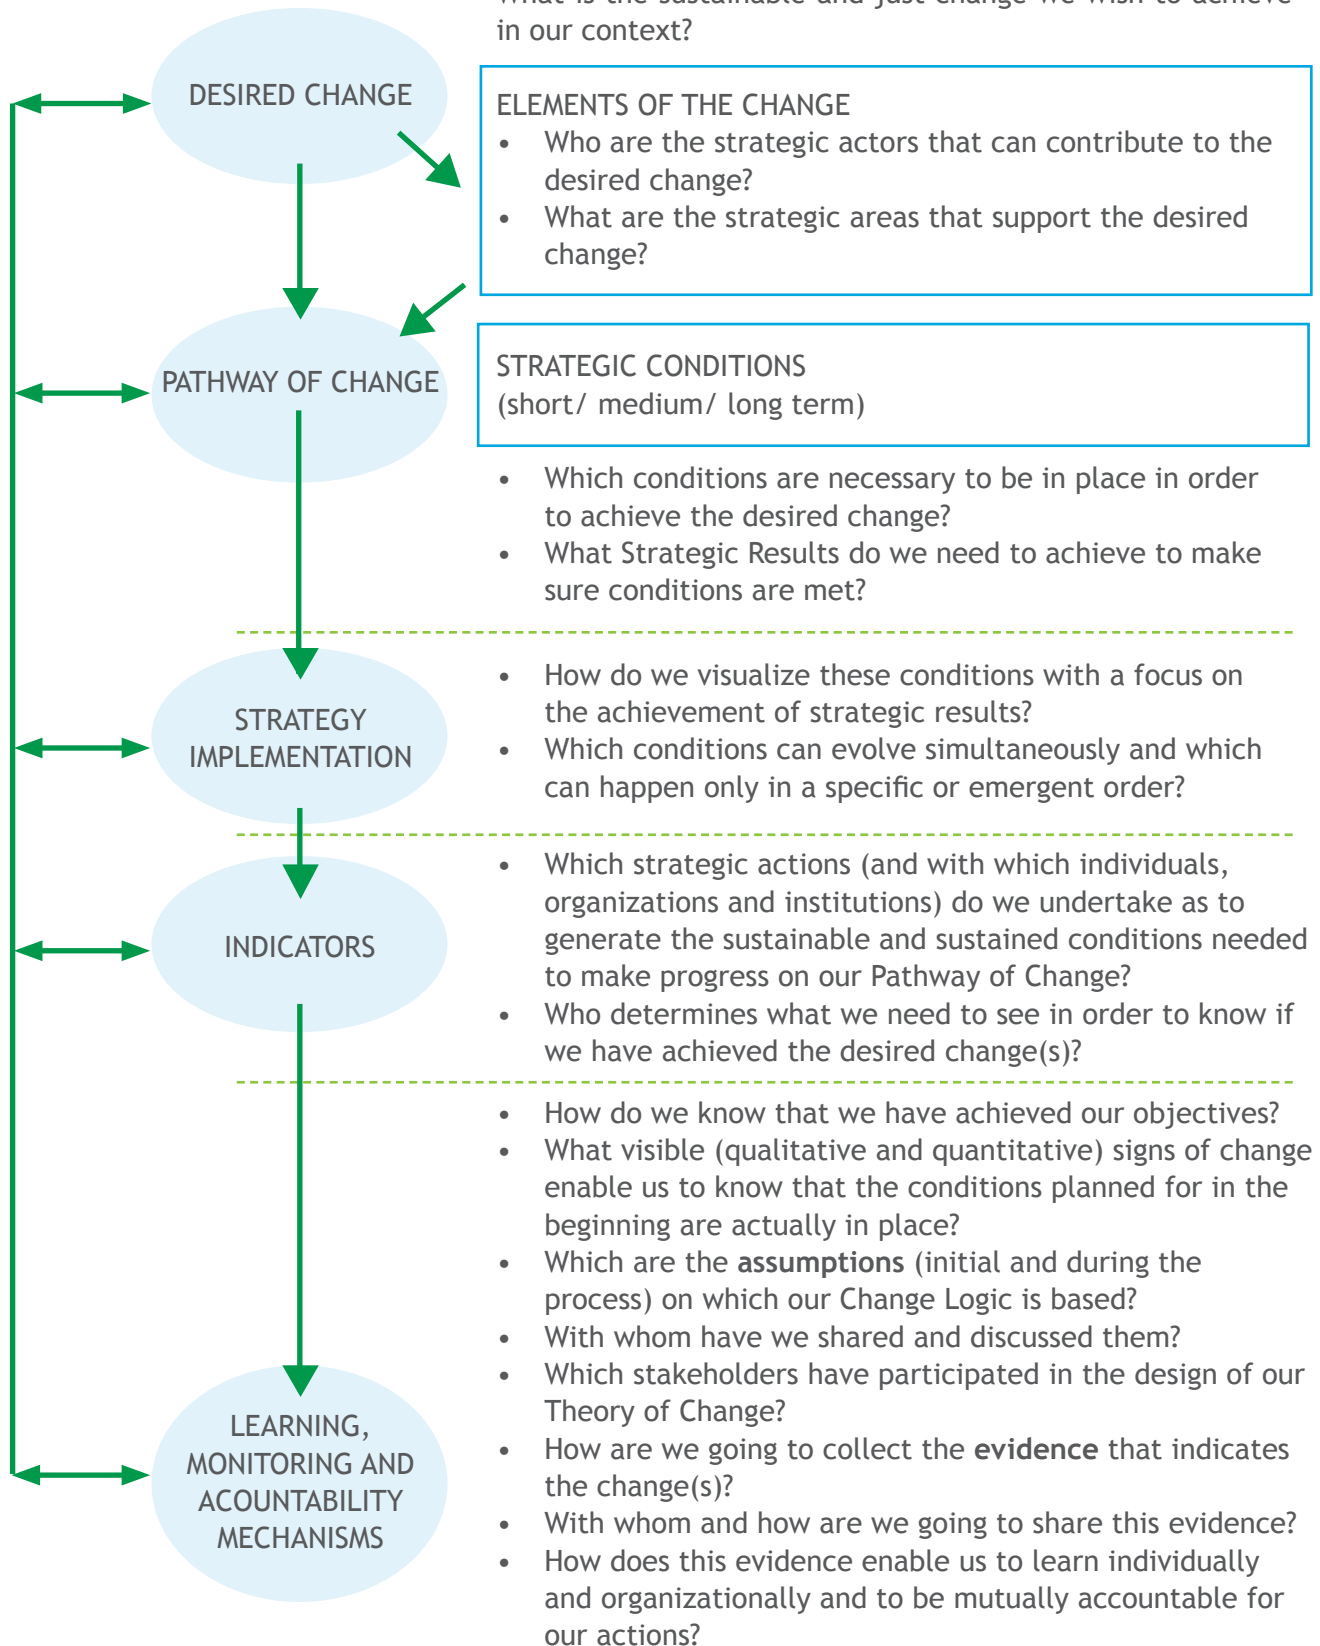 What is the sustainable and just change we wish to achieve
in our context?
DESIRED CHANGE
ELEMENTS OF THE CHANGE
• Who are the strategic actors that can contribute to the
desired change?
• What are the strategic areas that support the desired
change?
PATHWAY OF CHANGE
STRATEGIC CONDITIONS
(short/ medium/ long term)
• Which conditions are necessary to be in place in order
to achieve the desired change?
• What Strategic Results do we need to achieve to make
sure conditions are met?
STRATEGY
IMPLEMENTATION
• How do we visualize these conditions with a focus on
the achievement of strategic results?
• Which conditions can evolve simultaneously and which
can happen only in a specific or emergent order?
INDICATORS
• Which strategic actions (and with which individuals,
organizations and institutions) do we undertake as to
generate the sustainable and sustained conditions needed
to make progress on our Pathway of Change?
• Who determines what we need to see in order to know if
we have achieved the desired change(s)?
• How do we know that we have achieved our objectives?
• What visible (qualitative and quantitative) signs of change
enable us to know that the conditions planned for in the
beginning are actually in place?
• Which are the assumptions (initial and during the
process) on which our Change Logic is based?
• With whom have we shared and discussed them?
• Which stakeholders have participated in the design of our
Theory of Change?
• How are we going to collect the evidence that indicates
the change(s)?
• With whom and how are we going to share this evidence?
• How does this evidence enable us to learn individually
and organizationally and to be mutually accountable for
our actions?
LEARNING,
MONITORING AND
ACOUNTABILITY
MECHANISMS